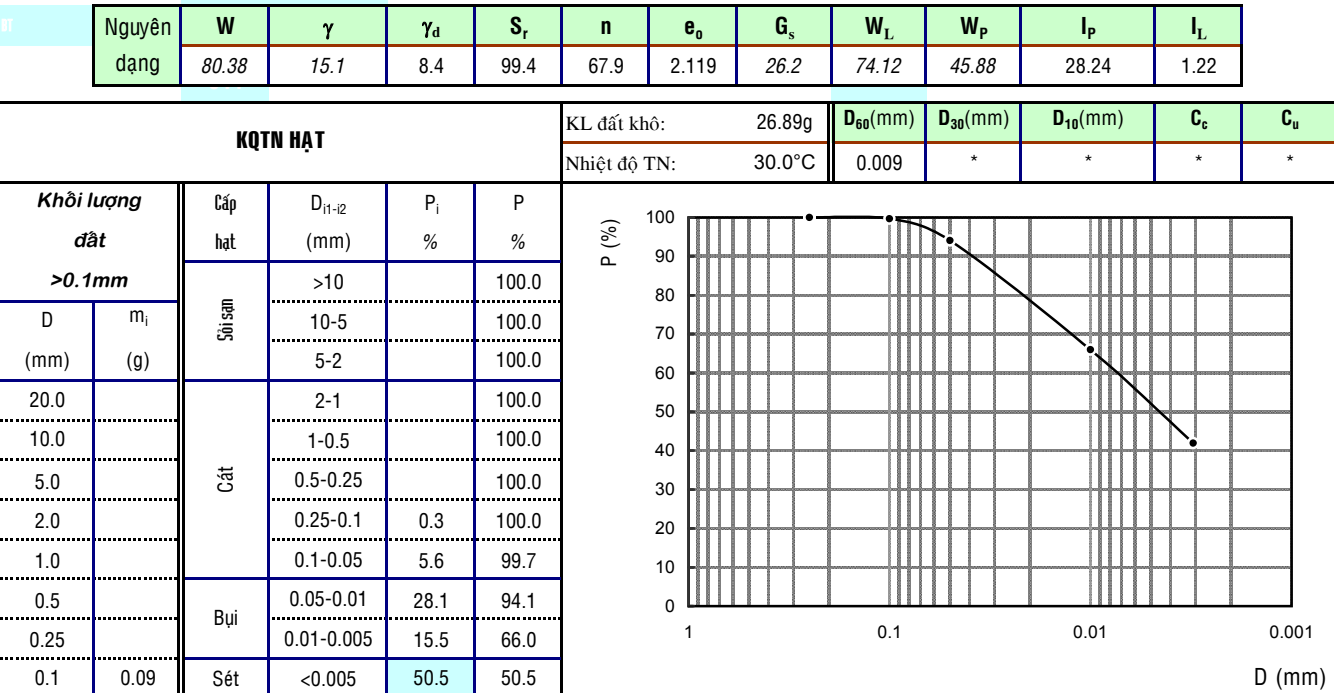 Nguyên dạng W γ γd Sr n eo Gs WL WP IP IL
80.38 15.1 8.4 99.4 67.9 2.119 26.2 74.12 45.88 28.24 1.22
KQTN HẠT
KL đất khô: 26.89g
Nhiệt độ TN: 30.0°C
D60(mm) D30(mm) D10(mm) Cc Cu
0.009 * * * *
Khối lượng
đất
>0.1mm
D mi
(mm) (g)
20.0
10.0
5.0
2.0
1.0
0.5
0.25
0.1 0.09
Cấp Di1-i2 Pi P
hạt (mm) % %
Sỏi sạn
>10 100.0
10-5 100.0
5-2 100.0
Cát
2-1 100.0
1-0.5 100.0
0.5-0.25 100.0
0.25-0.1 0.3 100.0
0.1-0.05 5.6 99.7
Bụi
0.05-0.01 28.1 94.1
0.01-0.005 15.5 66.0
Sét <0.005 50.5 50.5
P (%)
100
90
80
70
60
50
40
30
20
10
0
1 0.1 0.01 0.001
D (mm)